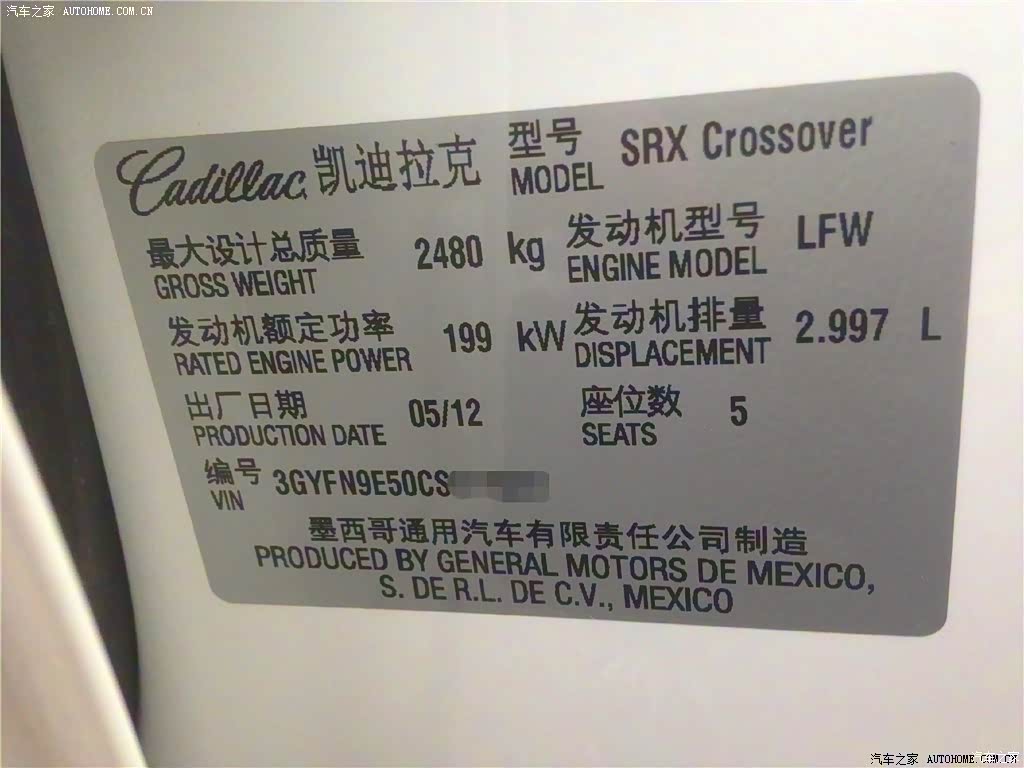 汽车之家 AUTOHOME.COM.CN
Cadillac 凯迪拉克 型号 MODEL SRX Crossover
最大设计总质量 GROSS WEIGHT 2480 kg 发动机型号 ENGINE MODEL LFW
发动机额定功率 RATED ENGINE POWER 199 kW 发动机排量 DISPLACEMENT 2.997 L
出厂日期 PRODUCTION DATE 05/12 座位数 SEATS 5
编号 VIN 3GYFN9E50CS
墨西哥通用汽车有限责任公司制造
PRODUCED BY GENERAL MOTORS DE MEXICO,
S. DE R.L. DE C.V., MEXICO
汽车之家 AUTOHOME.COM.CN